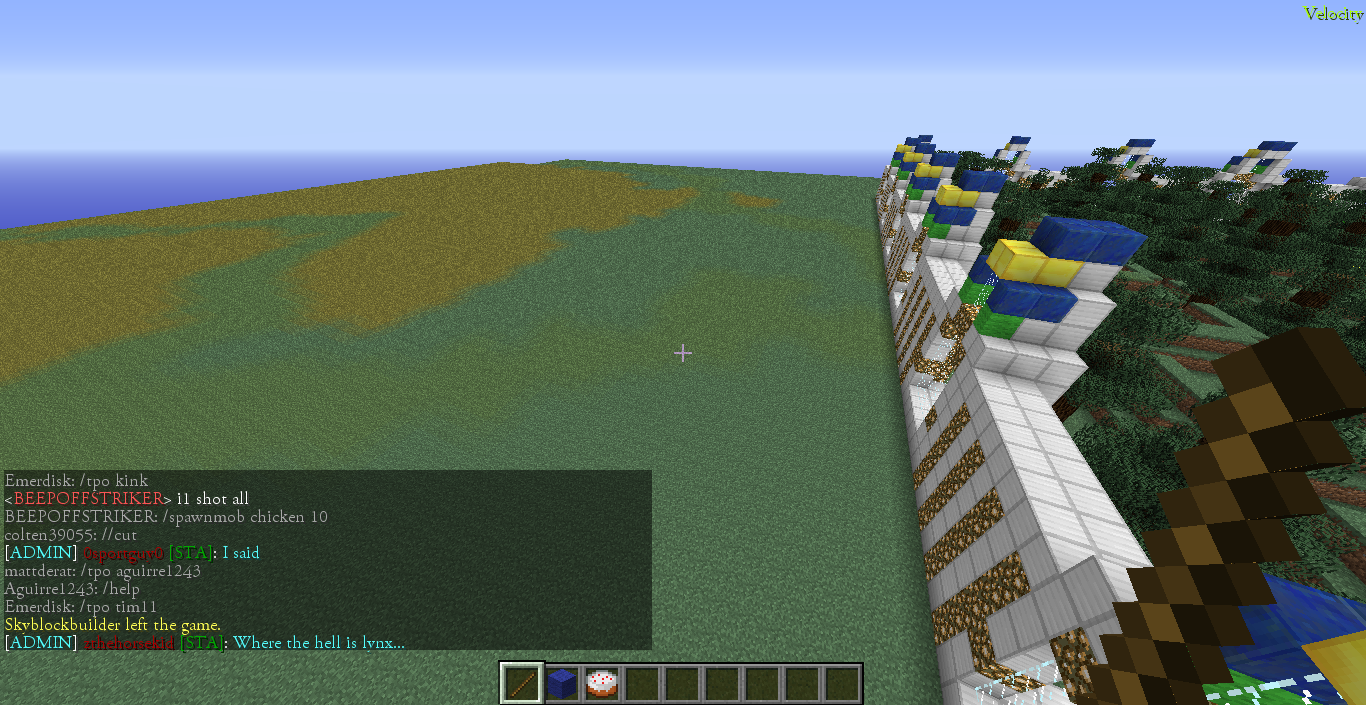 Velocity
Emerdisk: /tpo kink
<BEEPOFFSTRIKER> i1 shot all
BEEPOFFSTRIKER: /spawnmob chicken 10
colten39055: //cut
[ADMIN] [STA]: I said
mattderat: /tpo aguirre1243
Aguirre1243: /help
Emerdisk: /tpo tim11
Skyblockbuilder left the game.
[ADMIN] [STA]: Where the hell is lynx...